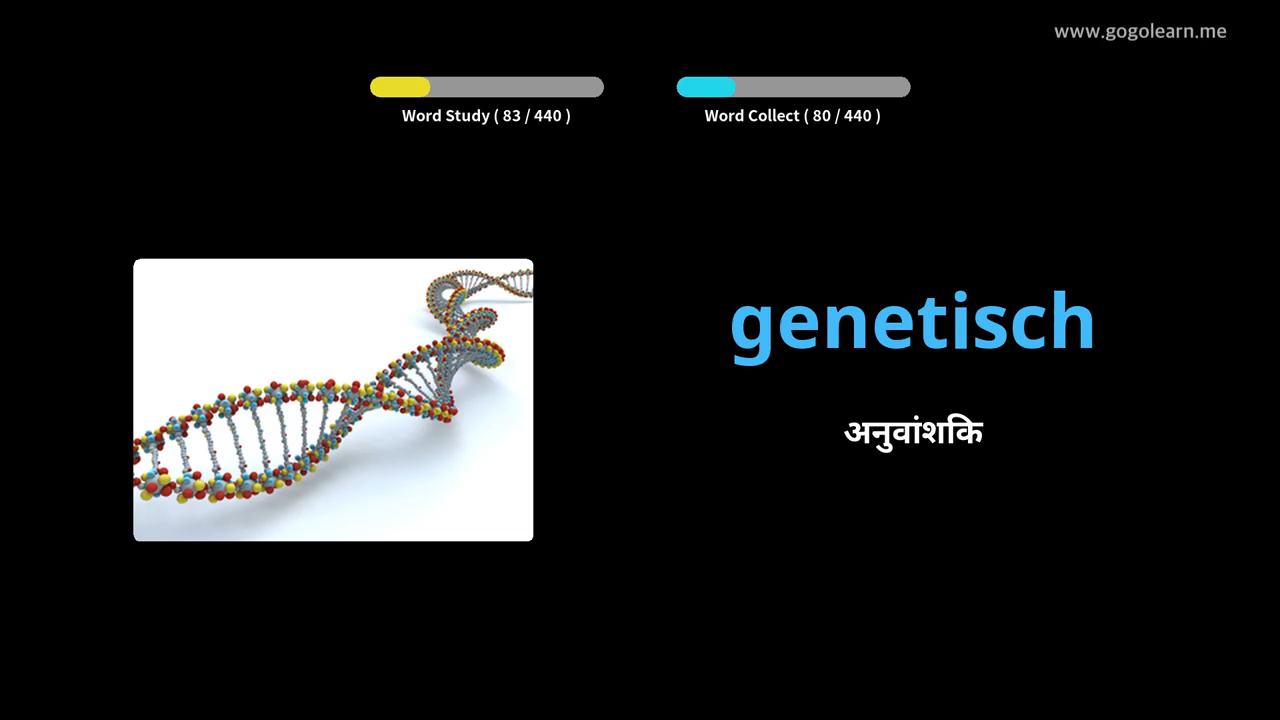 www.gogolearn.me
Word Study ( 83 / 440 )
Word Collect ( 80 / 440 )
genetisch
अनुवांशकि